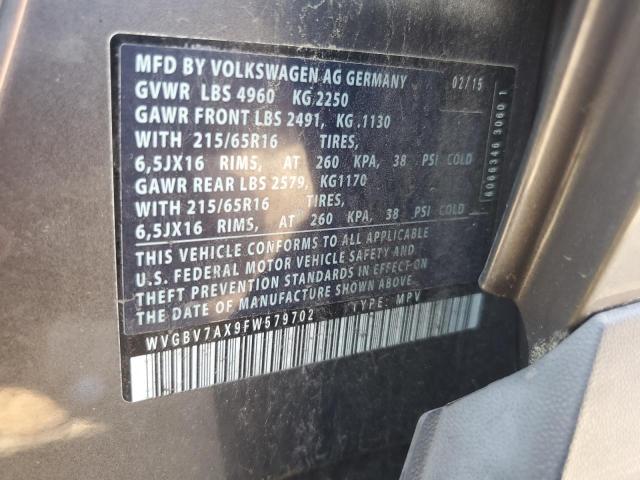 MFD BY VOLKSWAGEN AG GERMANY 02/15
GVWR LBS 4960 KG 2250
GAWR FRONT LBS 2491, KG .1130
WITH 215/65R16 TIRES,
6,5JX16 RIMS, AT 260 KPA, 38 PSI COLD
GAWR REAR LBS 2579, KG1170
WITH 215/65R16 TIRES,
6,5JX16 RIMS, AT 260 KPA, 38 PSI COLD
THIS VEHICLE CONFORMS TO ALL APPLICABLE
U.S. FEDERAL MOTOR VEHICLE SAFETY AND
THEFT PREVENTION STANDARDS IN EFFECT ON
THE DATE OF MANUFACTURE SHOWN ABOVE.
WVGBV7AX9FW579702 TYPE: MPV